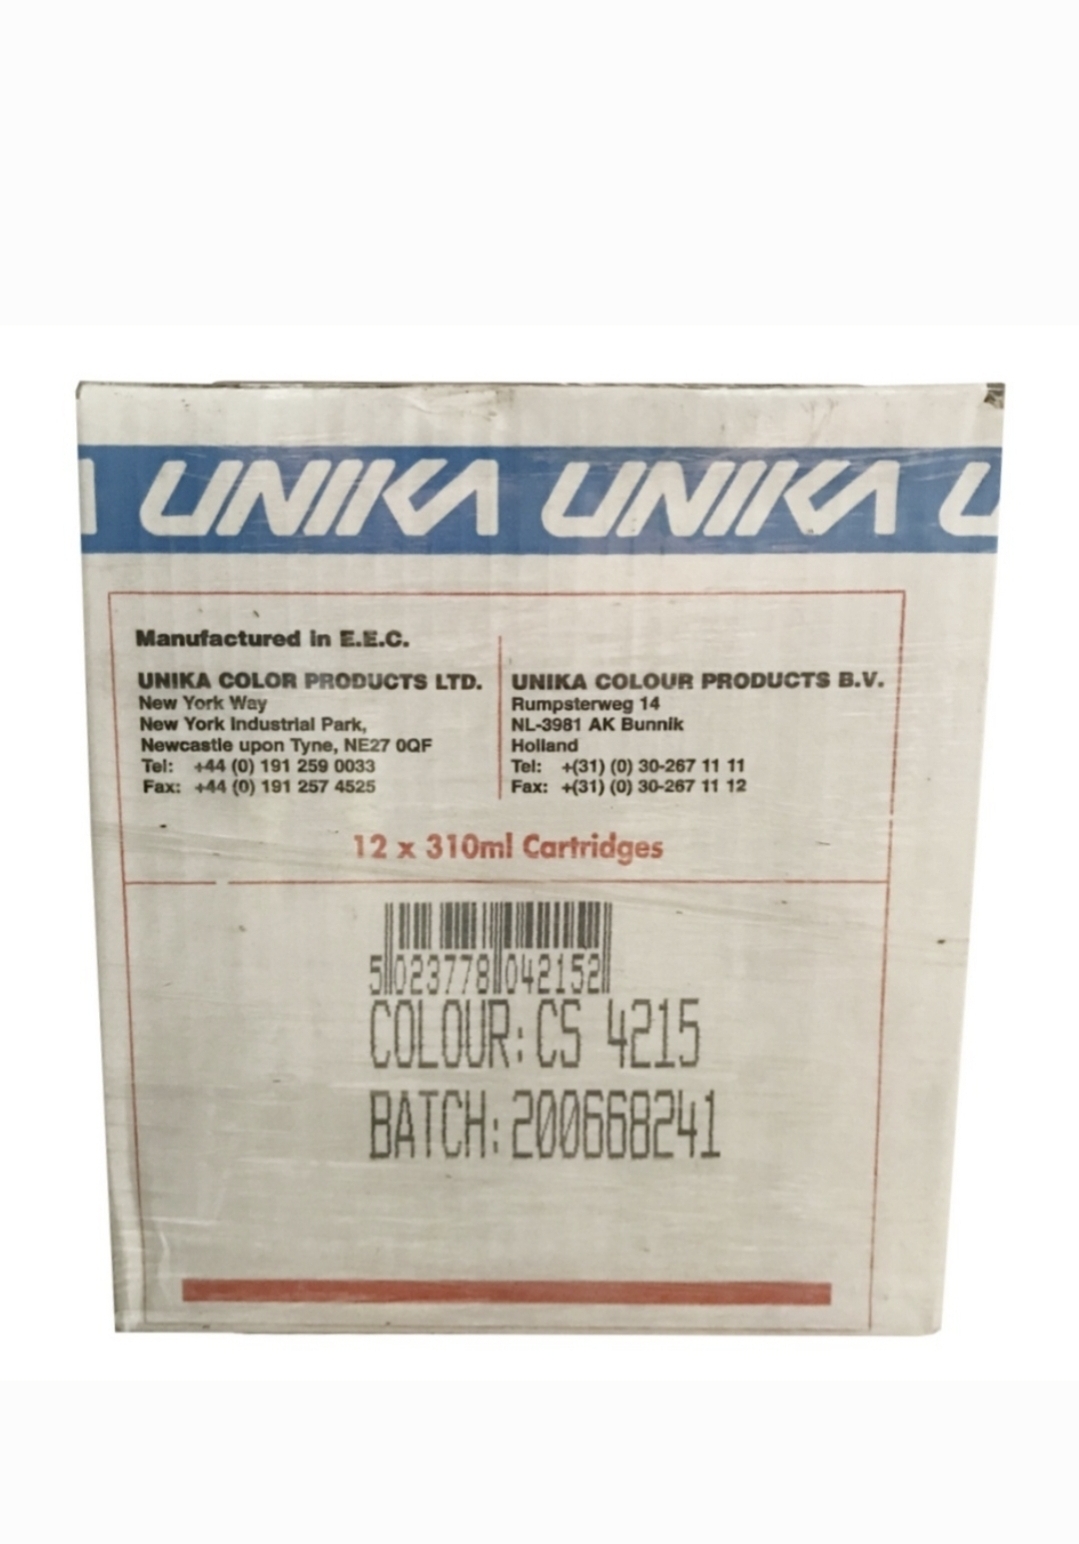 UNIKA UNIKA
Manufactured in E.E.C.
UNIKA COLOR PRODUCTS LTD.
New York Way
New York Industrial Park,
Newcastle upon Tyne, NE27 0QF
Tel: +44 (0) 191 259 0033
Fax: +44 (0) 191 257 4525
UNIKA COLOUR PRODUCTS B.V.
Rumpsterweg 14
NL-3981 AK Bunnik
Holland
Tel: +(31) (0) 30-267 11 11
Fax: +(31) (0) 30-267 11 12
12 x 310ml Cartridges
5 023778 042152
COLOUR: CS 4215
BATCH: 200668241